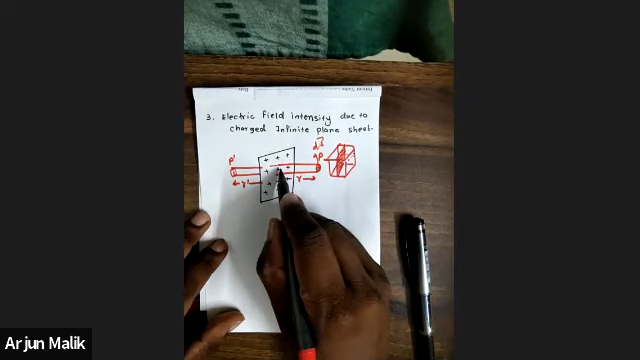 3. Electric field intensity due to
charged Infinite plane sheet.
P'
r'
r
Arjun Malik